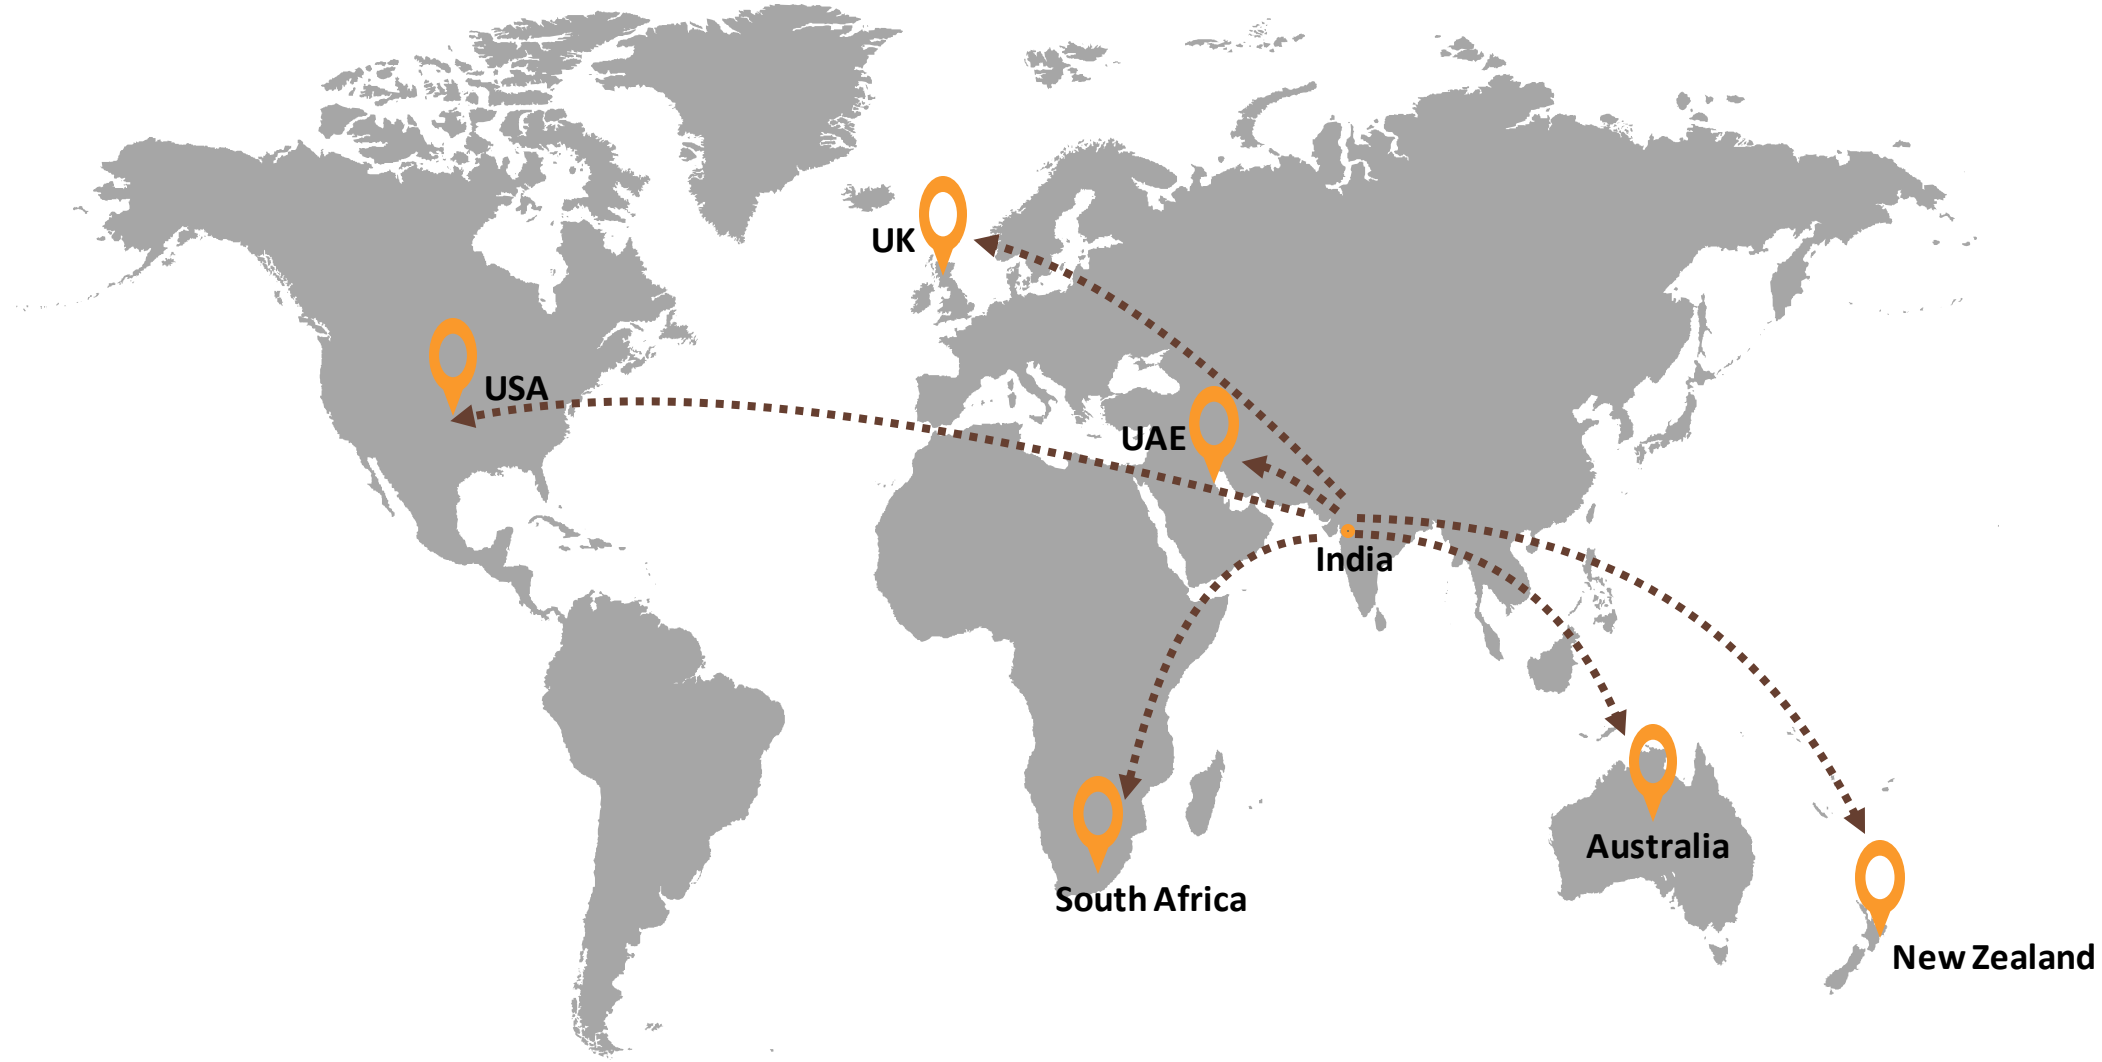 UK
USA
UAE
India
Australia
South Africa
New Zealand